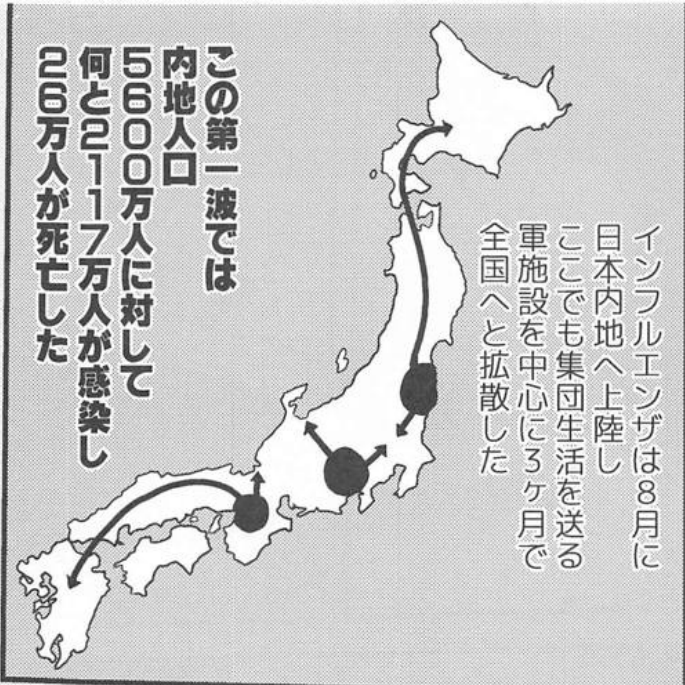 インフルエンザは８月に
日本内地へ上陸し
ここでも集団生活を送る
軍施設を中心に３ヶ月で
全国へと拡散した
この第一波では
内地人口
５６００万人に対して
何と２１１７万人が感染し
２６万人が死亡した